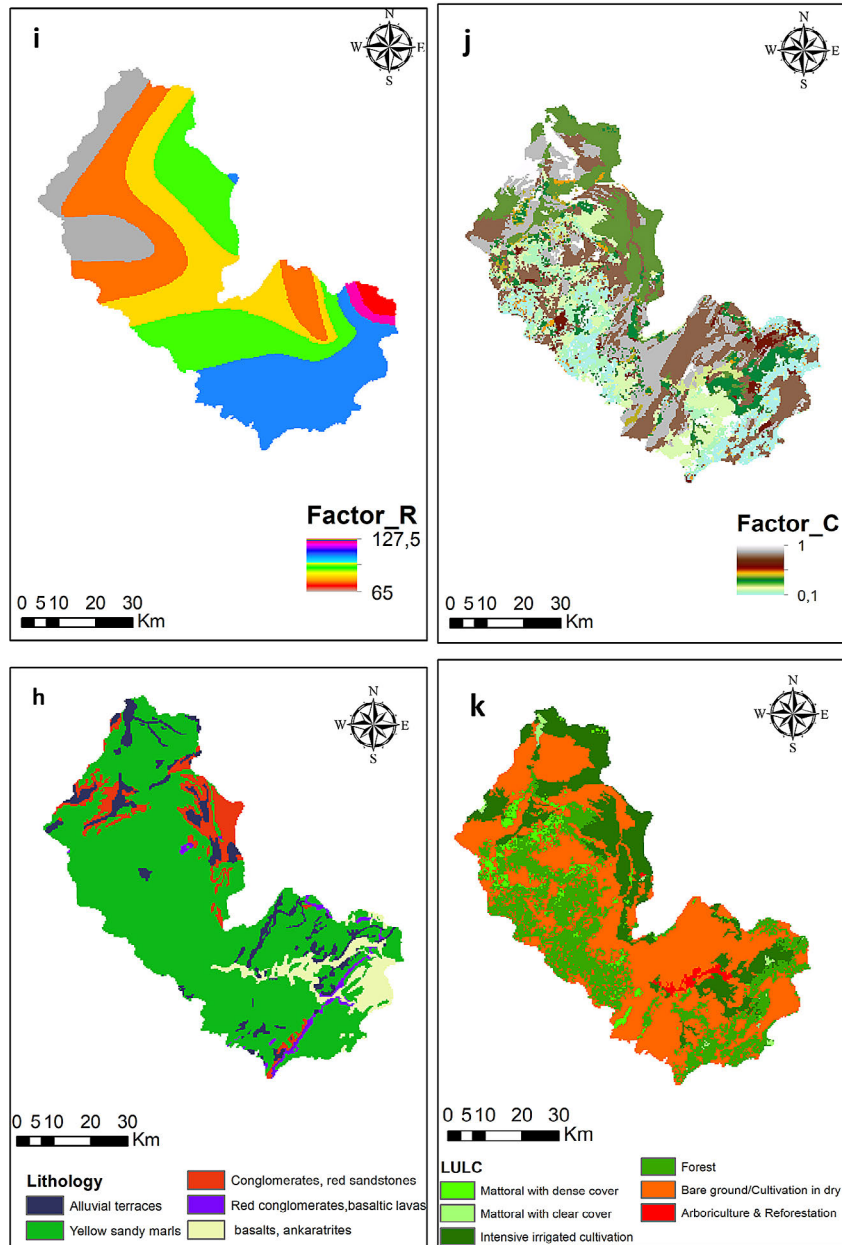 i
N
W E
S
Factor_R
127,5
65
0 5 10 20 30
Km
j
N
W E
S
Factor_C
1
0,1
0 5 10 20 30
Km
h
N
W E
S
0 5 10 20 30
Km
Lithology
Alluvial terraces
Yellow sandy marls
Conglomerates, red sandstones
Red conglomerates,basaltic lavas
basalts, ankaratrites
k
N
W E
S
0 5 10 20 30
Km
LULC
Mattoral with dense cover
Mattoral with clear cover
Intensive irrigated cultivation
Forest
Bare ground/Cultivation in dry
Arboriculture & Reforestation